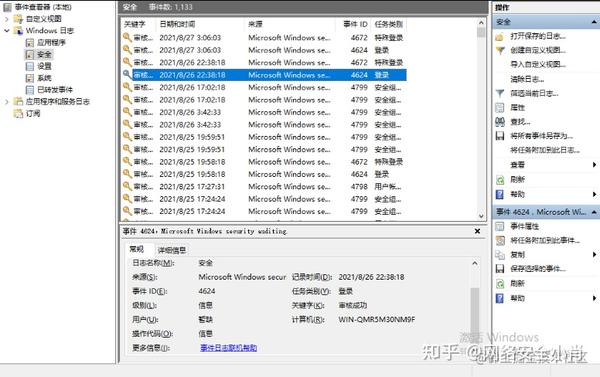 事件查看器 (本地)
自定义视图
Windows 日志
应用程序
安全
设置
系统
已转发事件
应用程序和服务日志
订阅
安全 事件数: 1,133
关键字 日期和时间 来源 事件 ID 任务类别
审核... 2021/8/27 3:06:03 Microsoft Windows se... 4672 特殊登录
审核... 2021/8/27 3:06:03 Microsoft Windows se... 4624 登录
审核... 2021/8/26 22:38:18 Microsoft Windows se... 4672 特殊登录
审核... 2021/8/26 22:38:18 Microsoft Windows se... 4624 登录
审核... 2021/8/26 17:02:18 Microsoft Windows se... 4799 安全组...
审核... 2021/8/26 17:02:18 Microsoft Windows se... 4799 安全组...
审核... 2021/8/26 3:42:33 Microsoft Windows se... 4799 安全组...
审核... 2021/8/26 3:42:33 Microsoft Windows se... 4799 安全组...
审核... 2021/8/25 19:59:51 Microsoft Windows se... 4799 安全组...
审核... 2021/8/25 19:59:51 Microsoft Windows se... 4799 安全组...
审核... 2021/8/25 19:58:18 Microsoft Windows se... 4672 特殊登录
审核... 2021/8/25 19:58:18 Microsoft Windows se... 4624 登录
审核... 2021/8/25 17:27:31 Microsoft Windows se... 4798 用户帐...
审核... 2021/8/25 17:24:24 Microsoft Windows se... 4799 安全组...
审核... 2021/8/25 17:24:24 Microsoft Windows se... 4799 安全组...
事件 4624, Microsoft Windows security auditing.
常规 详细信息
日志名称(M): 安全
来源(S): Microsoft Windows secur 记录时间(D): 2021/8/26 22:38:18
事件 ID(E): 4624 任务类别(Y): 登录
级别(L): 信息 关键字(K): 审核成功
用户(U): 暂缺 计算机(R): WIN-QMR5M30NM9F
操作代码(O): 信息
更多信息(I): 事件日志联机帮助
操作
安全
打开保存的日志...
创建自定义视图...
导入自定义视图...
清除日志...
筛选当前日志...
属性
查找...
将所有事件另存为...
将任务附加到此日志...
查看
刷新
帮助
事件 4624, Microsoft Wi...
事件属性
将任务附加到此事件...
复制
保存选择的事件...
刷新
帮助
激活 Windows
知乎 @网络安全小肖